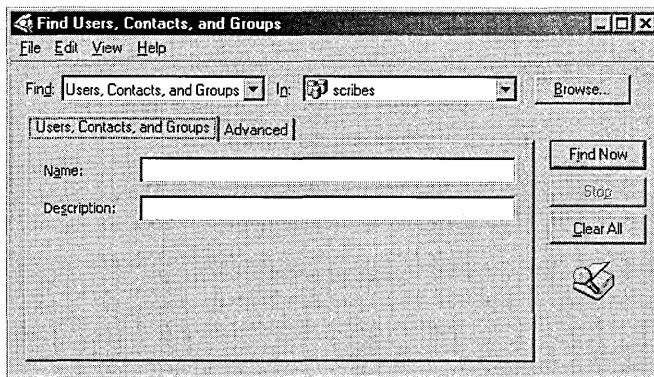 Find Users, Contacts, and Groups
File Edit View Help
Find: Users, Contacts, and Groups In: scribes Browse...
Users, Contacts, and Groups Advanced
Find Now
Name:
Stop
Description:
Clear All